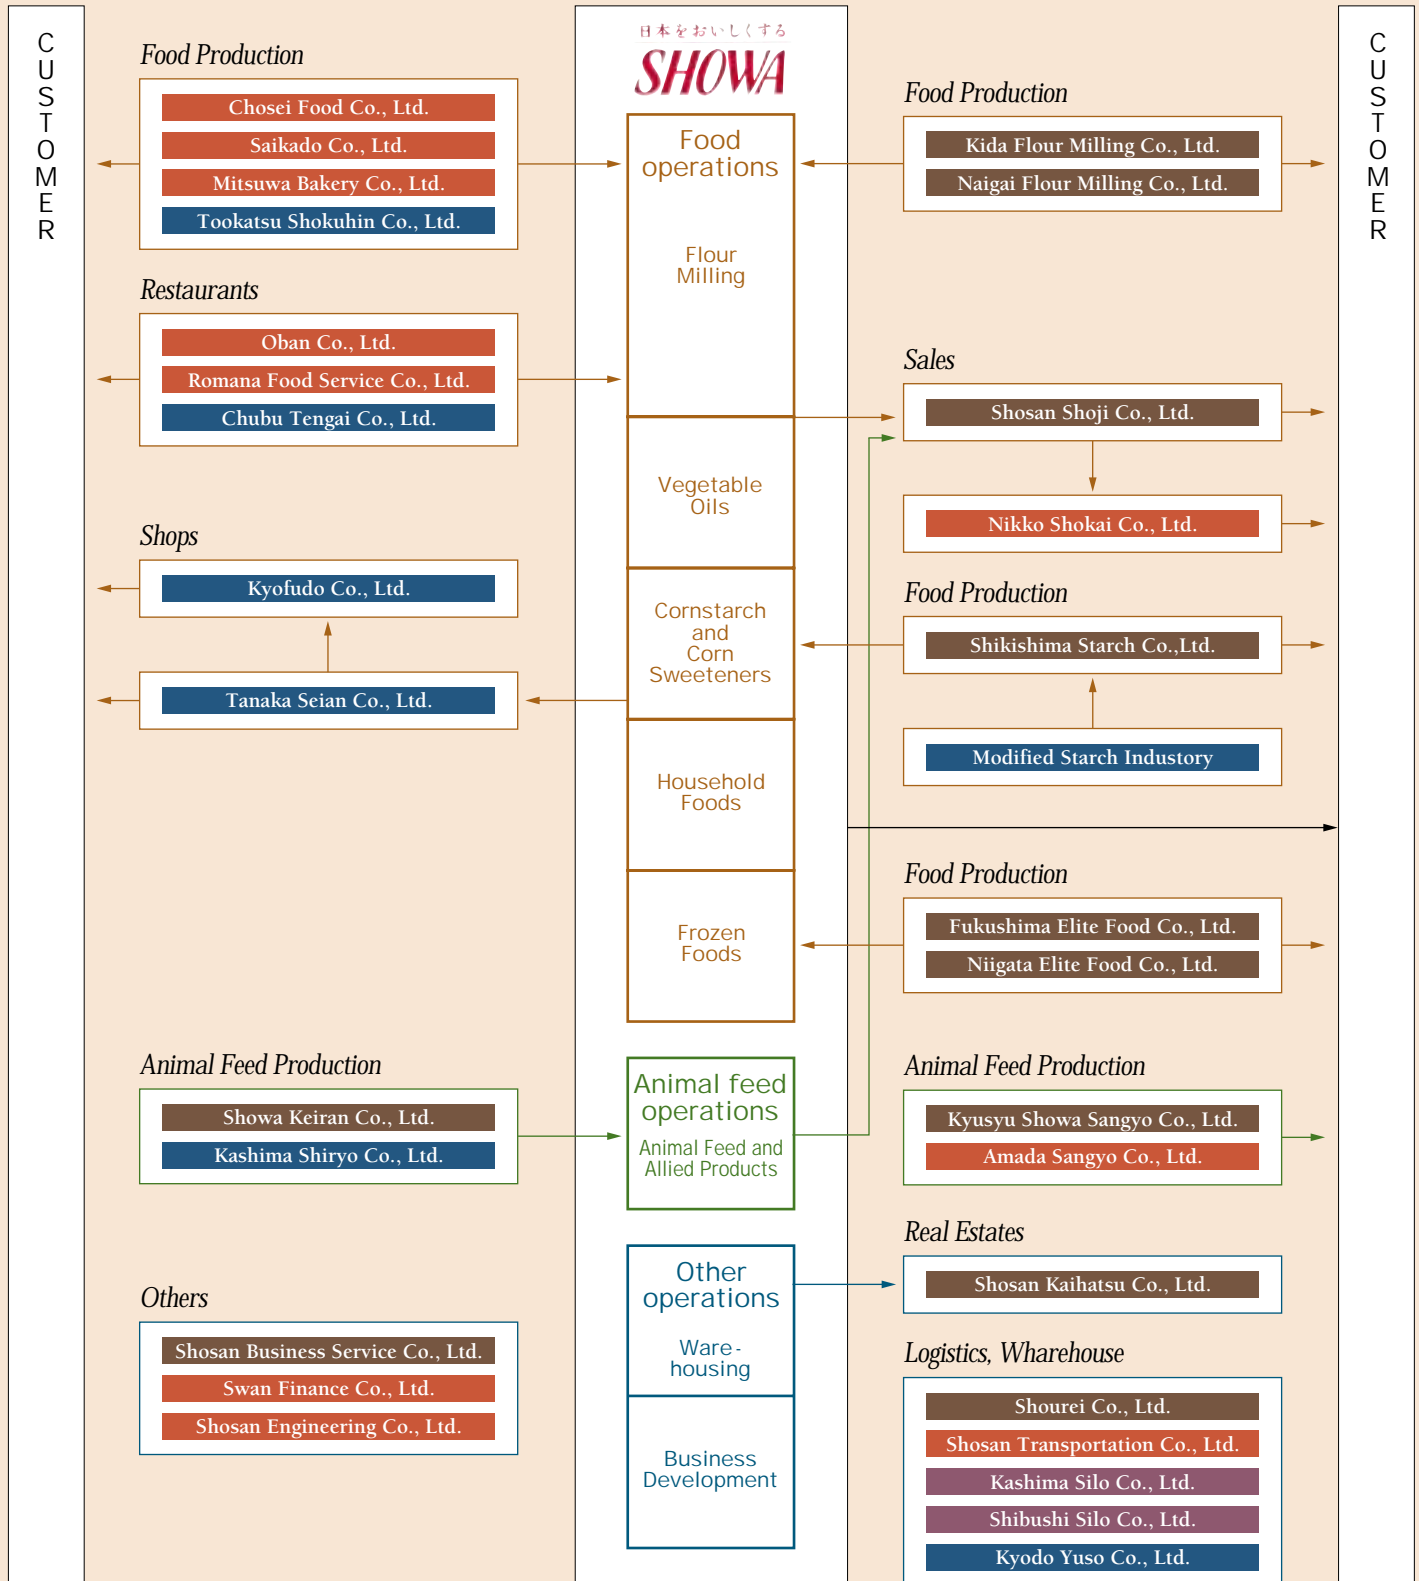 CUSTOMER
Food Production
Chosei Food Co., Ltd.
Saikado Co., Ltd.
Mitsuwa Bakery Co., Ltd.
Tookatsu Shokuhin Co., Ltd.
Restaurants
Oban Co., Ltd.
Romana Food Service Co., Ltd.
Chubu Tengai Co., Ltd.
Shops
Kyofudo Co., Ltd.
Tanaka Seian Co., Ltd.
Animal Feed Production
Showa Keiran Co., Ltd.
Kashima Shiryo Co., Ltd.
Others
Shosan Business Service Co., Ltd.
Swan Finance Co., Ltd.
Shosan Engineering Co., Ltd.
日本をおいしくする
SHOWA
Food
operations
Flour
Milling
Vegetable
Oils
Cornstarch
and
Corn
Sweeteners
Household
Foods
Frozen
Foods
Animal feed
operations
Animal Feed and
Allied Products
Other
operations
Ware-
housing
Business
Development
Food Production
Kida Flour Milling Co., Ltd.
Naigai Flour Milling Co., Ltd.
Sales
Shosan Shoji Co., Ltd.
Nikko Shokai Co., Ltd.
Food Production
Shikishima Starch Co.,Ltd.
Modified Starch Industory
Food Production
Fukushima Elite Food Co., Ltd.
Niigata Elite Food Co., Ltd.
Animal Feed Production
Kyusyu Showa Sangyo Co., Ltd.
Amada Sangyo Co., Ltd.
Real Estates
Shosan Kaihatsu Co., Ltd.
Logistics, Wharehouse
Shourei Co., Ltd.
Shosan Transportation Co., Ltd.
Kashima Silo Co., Ltd.
Shibushi Silo Co., Ltd.
Kyodo Yuso Co., Ltd.
CUSTOMER